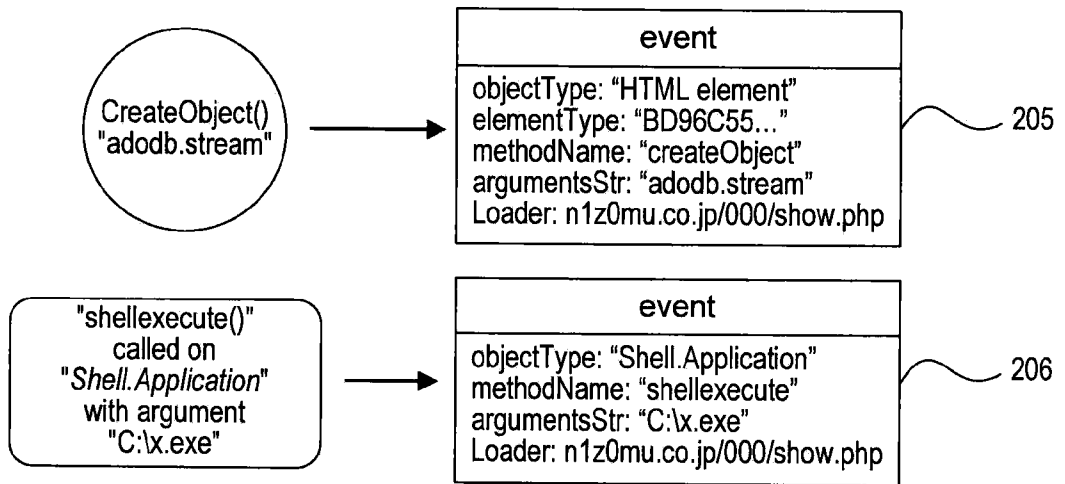 CreateObject()
"adodb.stream"
event
objectType: “HTML element”
elementType: “BD96C55...”
methodName: “createObject”
argumentsStr: “adodb.stream”
Loader: n1z0mu.co.jp/000/show.php
205
"shellexecute()"
called on
"Shell.Application"
with argument
"C:\x.exe"
event
objectType: “Shell.Application”
methodName: “shellexecute”
argumentsStr: “C:\x.exe”
Loader: n1z0mu.co.jp/000/show.php
206